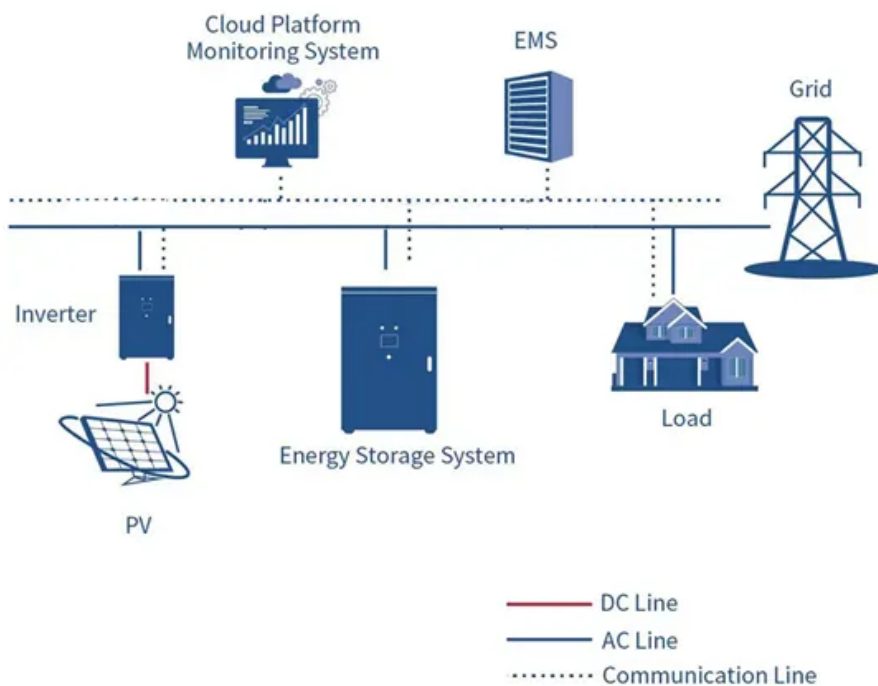 Cloud Platform
Monitoring System
EMS
Grid
Inverter
Load
Energy Storage System
PV
DC Line
AC Line
Communication Line